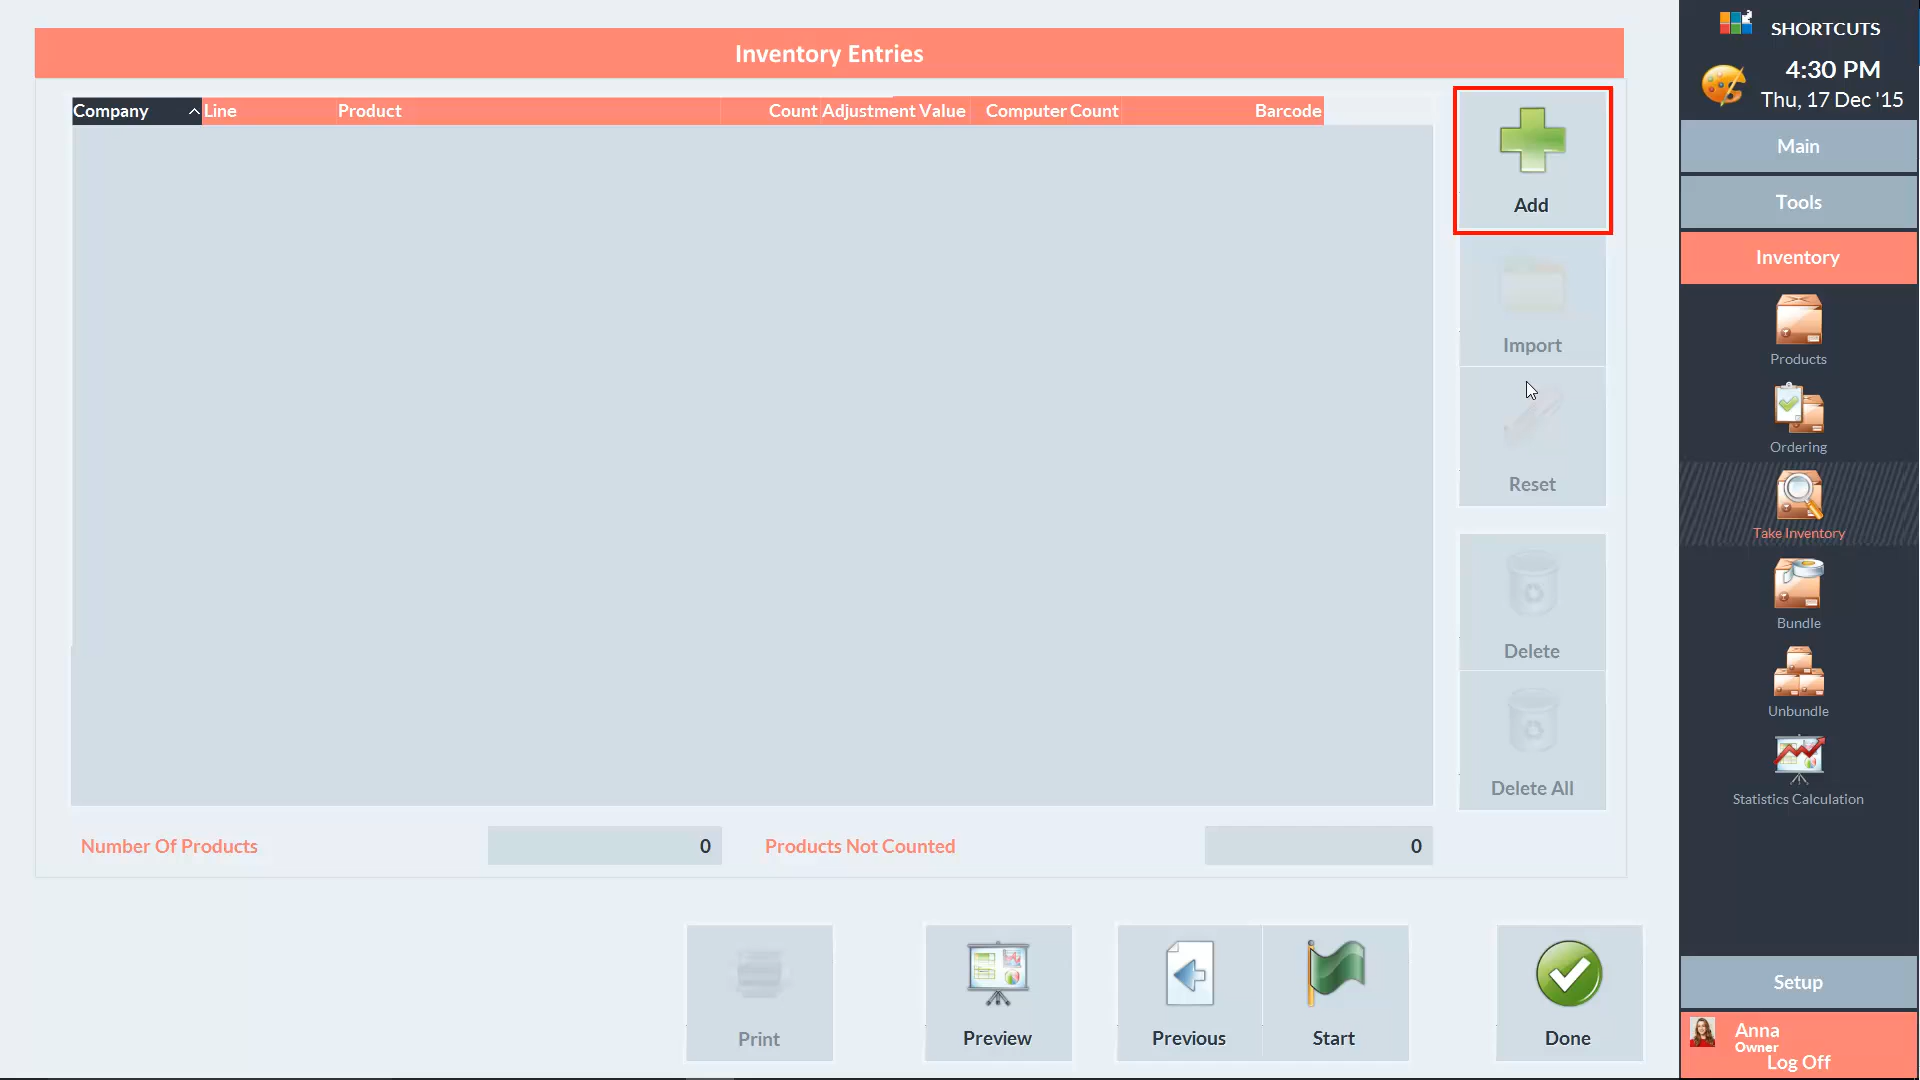 Inventory Entries
Company Line Product Count Adjustment Value Computer Count Barcode
Add
Import
Reset
Delete
Delete All
Number Of Products 0 Products Not Counted 0
Print
Preview
Previous
Start
Done
SHORTCUTS
4:30 PM
Thu, 17 Dec '15
Main
Tools
Inventory
Products
Ordering
Take Inventory
Bundle
Unbundle
Statistics Calculation
Setup
Anna
Owner
Log Off